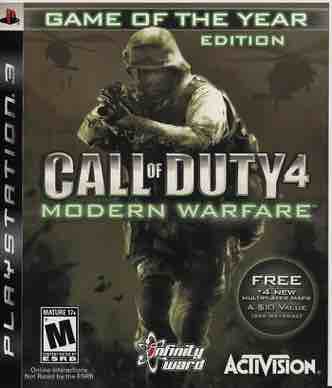 GAME OF THE YEAR
EDITION
PLAYSTATION 3
CALL OF DUTY 4
MODERN WARFARE
FREE
4 NEW
MULTIPLAYER MAPS
A $10 VALUE
MATURE 17+
M
ESRB
Online Interactions
Not Rated by the ESRB
infinity
ward
ACTIVISION